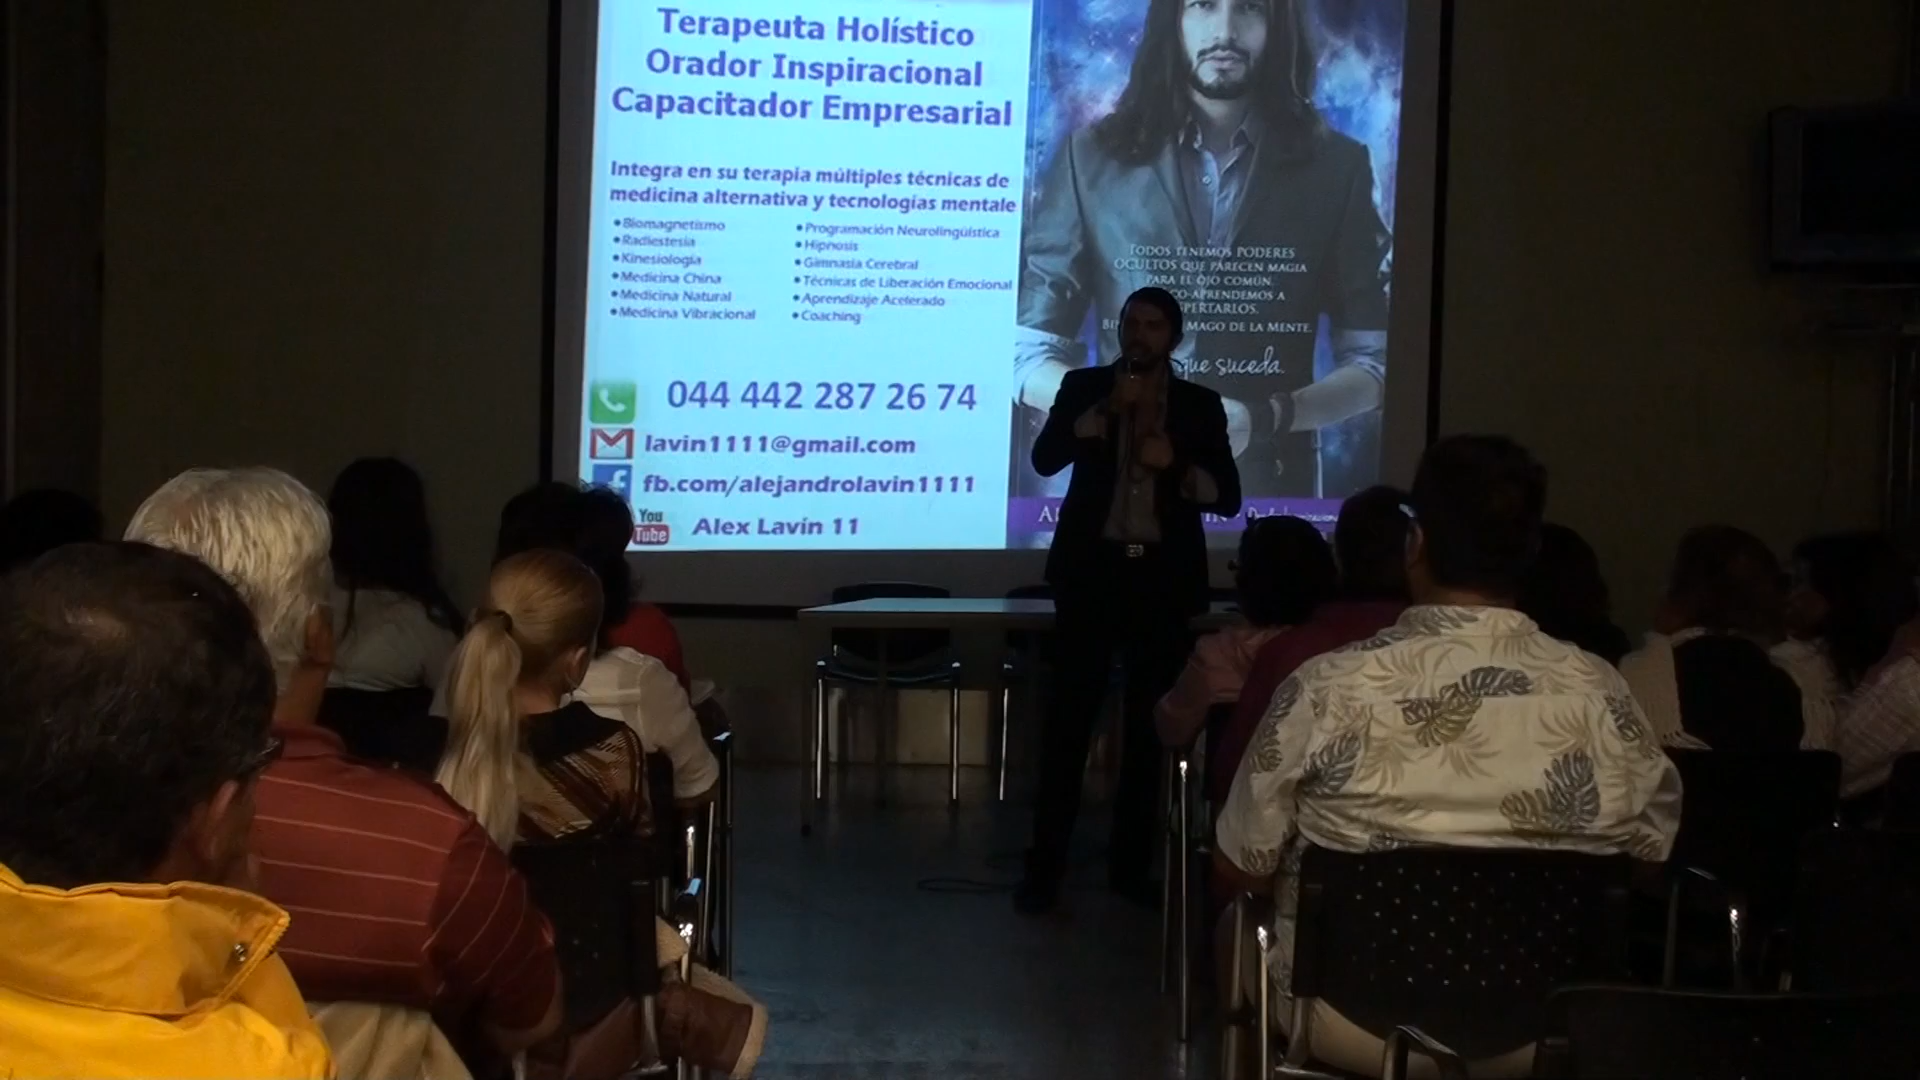 Terapeuta Holístico
Orador Inspiracional
Capacitador Empresarial
Integra en su terapia múltiples técnicas de
medicina alternativa y tecnologías mentale
•Biomagnetismo
•Radiestesia
•Kinesiología
•Medicina China
•Medicina Natural
•Medicina Vibracional
•Programación Neurolingüística
•Hipnosis
•Gimnasia Cerebral
•Técnicas de Liberación Emocional
•Aprendizaje Acelerado
•Coaching
044 442 287 26 74
lavin1111@gmail.com
f fb.com/alejandrolavin1111
You
Tube Alex Lavín 11
TODOS TENEMOS PODERES
OCULTOS QUE PARECEN MAGIA
PARA EL OJO COMÚN.
CO-APRENDEMOS A
MAGO DE LA MENTE.
que suceda.